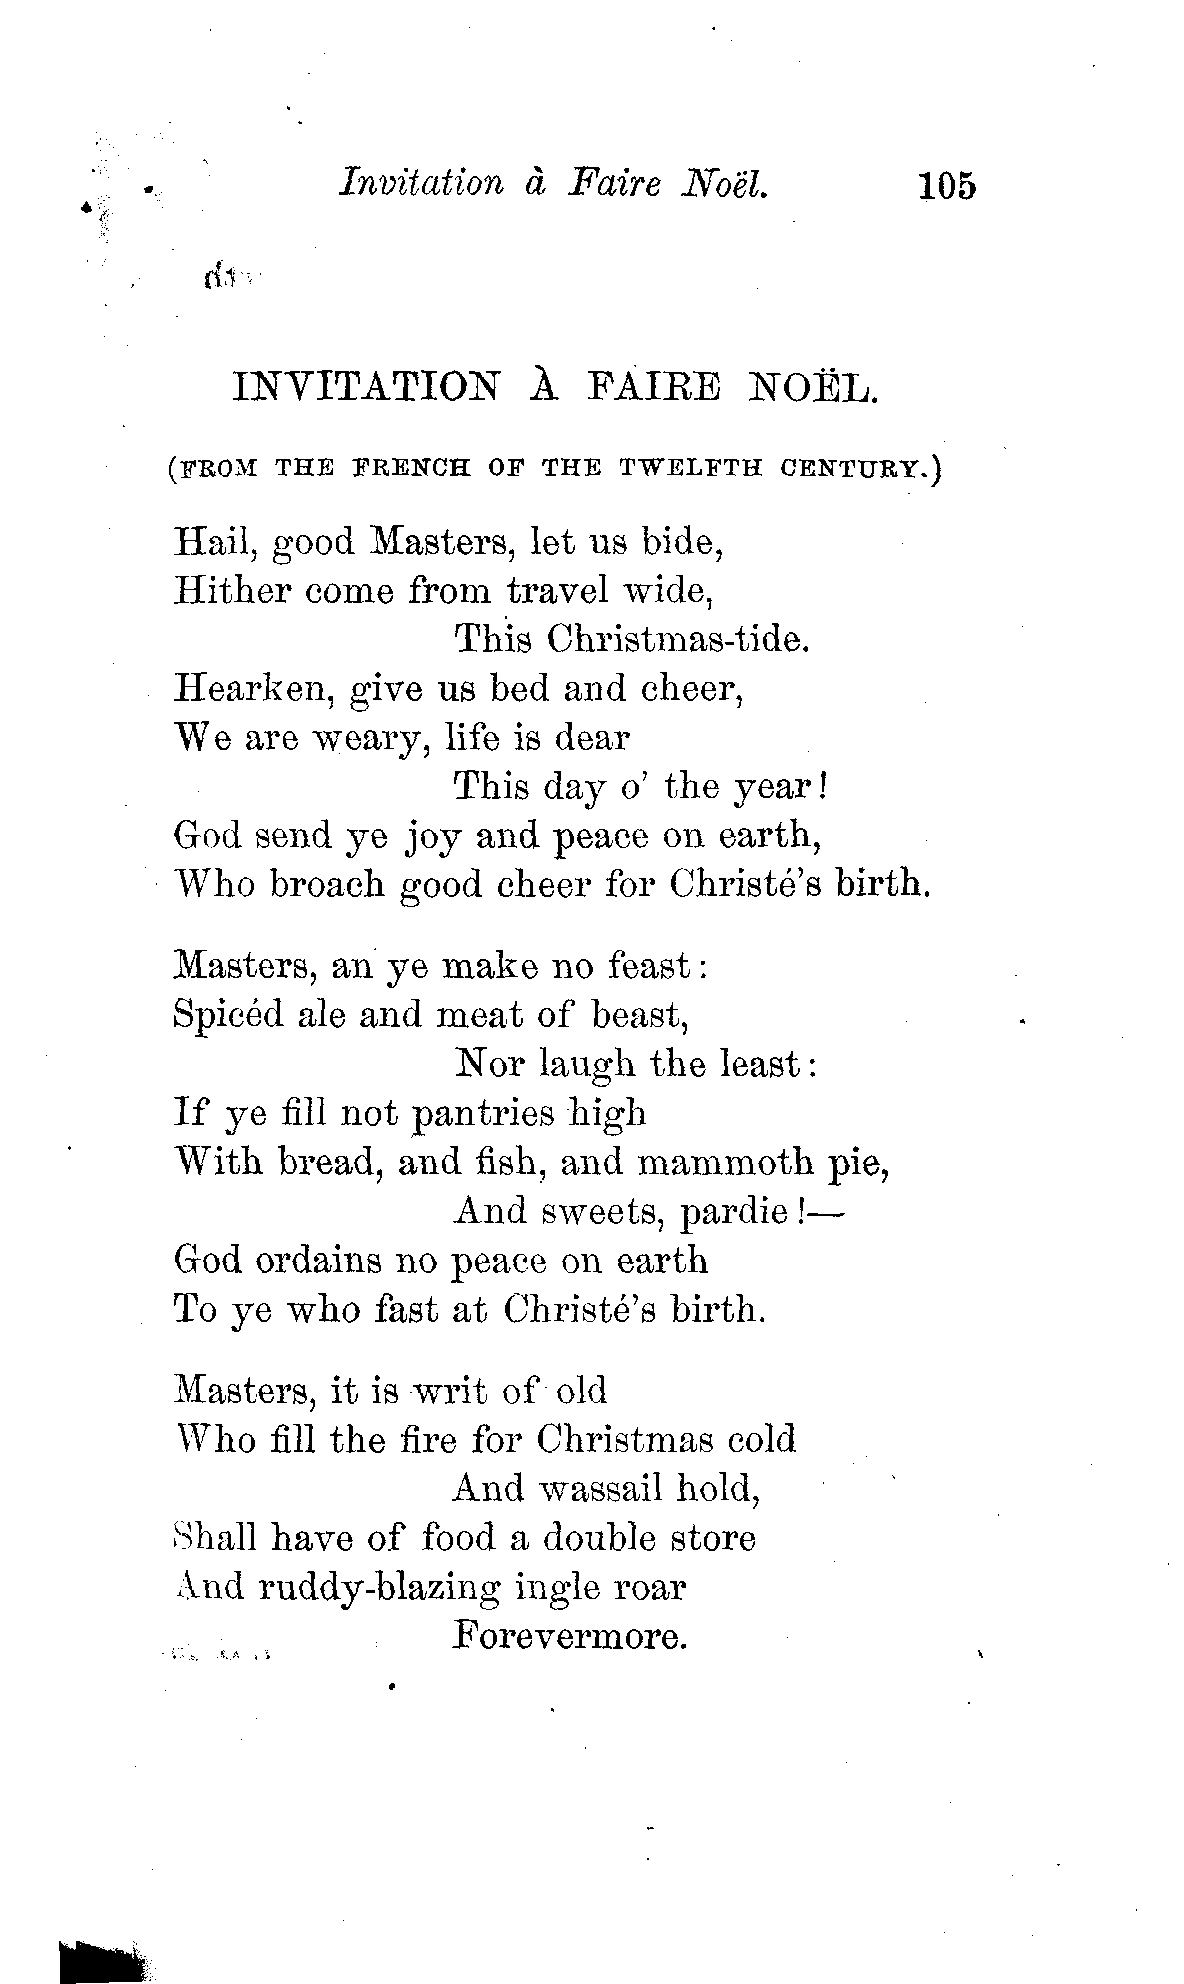 Invitation à Faire Noël. 105
INVITATION À FAIRE NOËL.
(FROM THE FRENCH OF THE TWELFTH CENTURY.)
Hail, good Masters, let us bide,
Hither come from travel wide,
This Christmas-tide.
Hearken, give us bed and cheer,
We are weary, life is dear
This day o' the year!
God send ye joy and peace on earth,
Who broach good cheer for Christé's birth.
Masters, an ye make no feast:
Spicéd ale and meat of beast,
Nor laugh the least:
If ye fill not pantries high
With bread, and fish, and mammoth pie,
And sweets, pardie!—
God ordains no peace on earth
To ye who fast at Christé's birth.
Masters, it is writ of old
Who fill the fire for Christmas cold
And wassail hold,
Shall have of food a double store
And ruddy-blazing ingle roar
Forevermore.